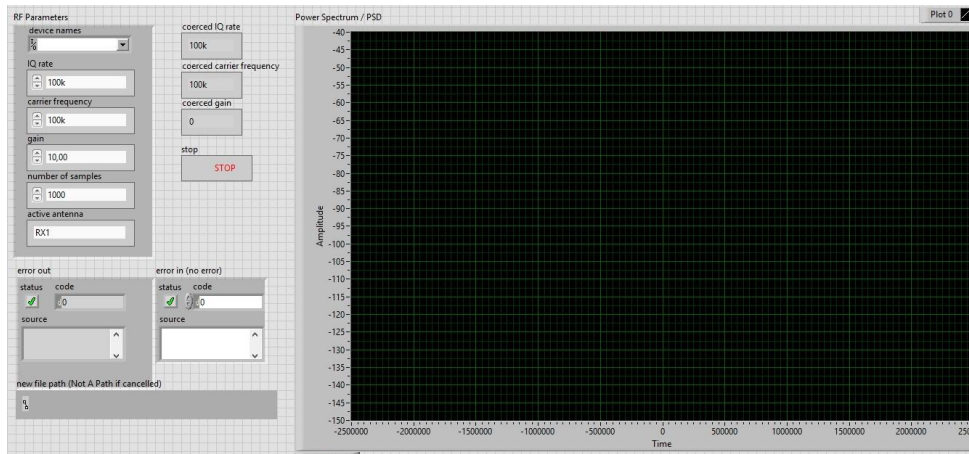 RF Parameters
device names
IQ rate
100k
carrier frequency
100k
gain
10,00
number of samples
1000
active antenna
RX1
coerced IQ rate
100k
coerced carrier frequency
100k
coerced gain
0
stop
STOP
error out
status code
0
source
error in (no error)
status code
0
source
new file path (Not A Path if cancelled)
Power Spectrum / PSD
Plot 0
Amplitude
-40
-45
-50
-55
-60
-65
-70
-75
-80
-85
-90
-95
-100
-105
-110
-115
-120
-125
-130
-135
-140
-145
-150
-2500000 -2000000 -1500000 -1000000 -500000 0 500000 1000000 1500000 2000000
Time